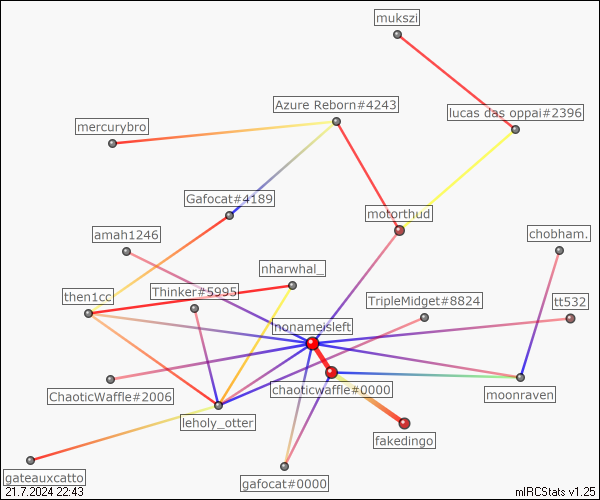 mukszi
Azure Reborn#4243
lucas das oppai#2396
mercurybro
Gafocat#4189
motorthud
amah1246
chobham.
nharwhal_
Thinker#5995
then1cc
TripleMidget#8824
tt532
nonameisleft
ChaoticWaffle#2006
chaoticwaffle#0000
moonraven
leholy_otter
fakedingo
gateauxcatto
gafocat#0000
21.7.2024 22:43
mIRCStats v1.25